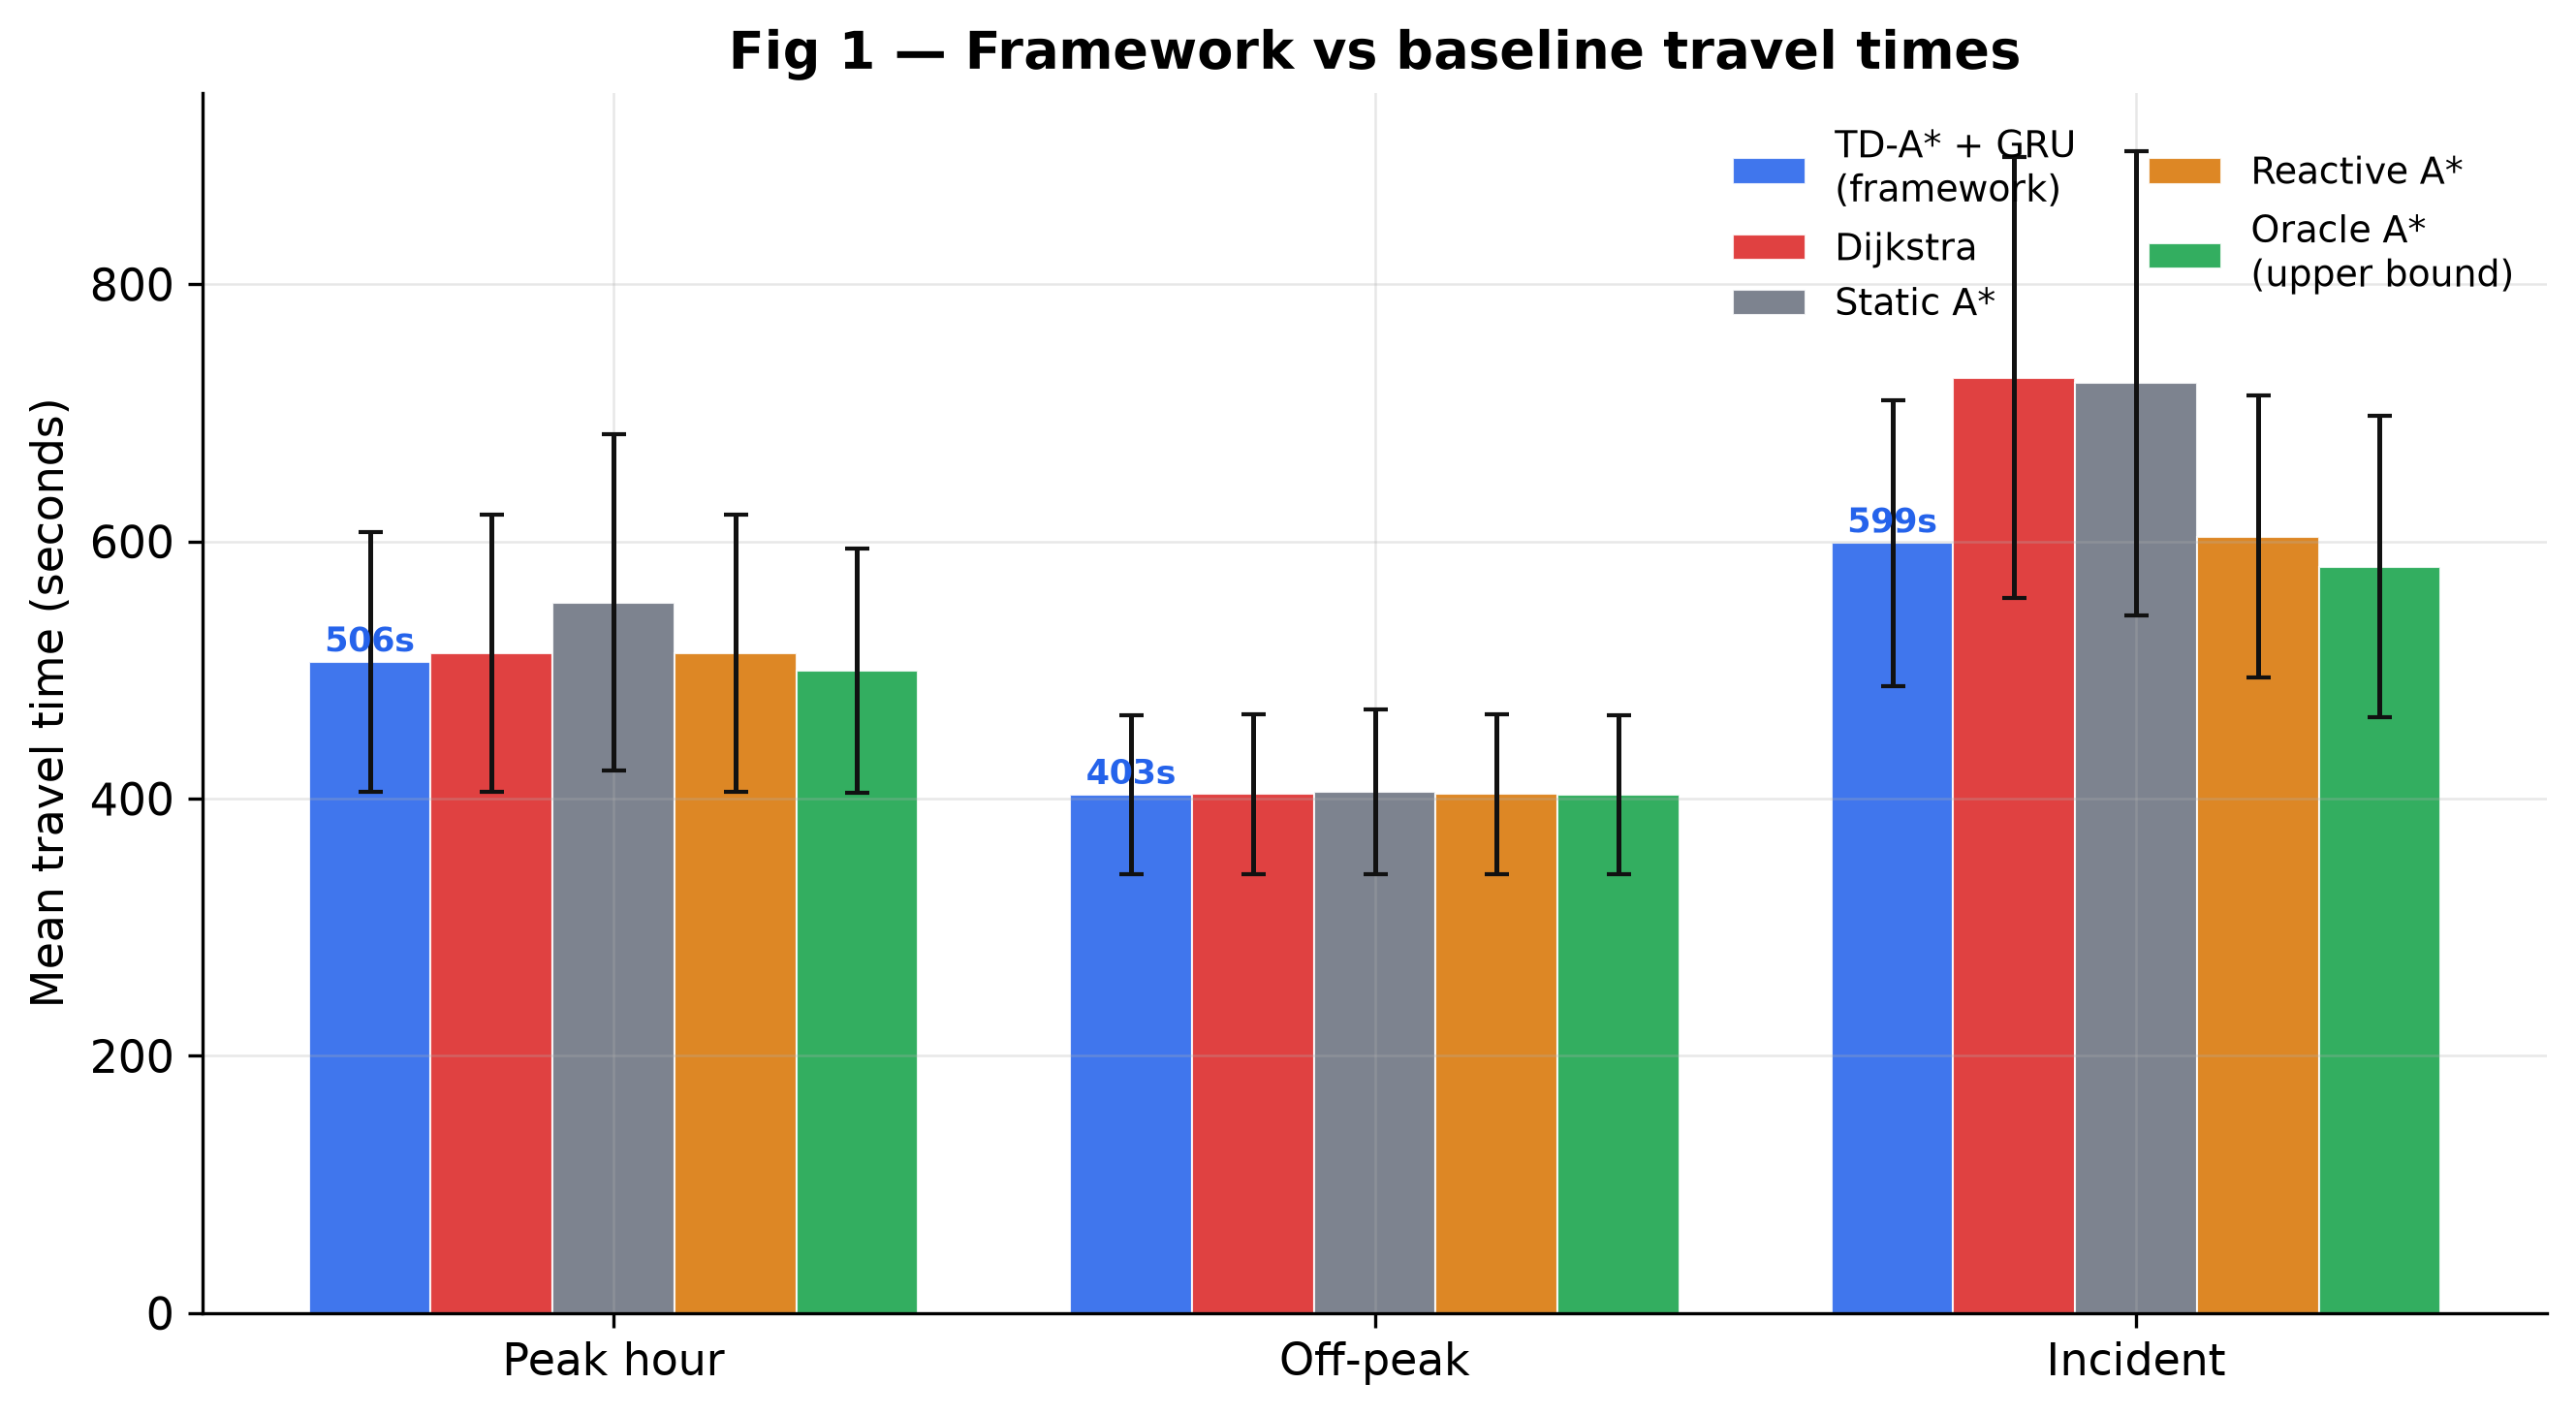 Fig 1 — Framework vs baseline travel times
TD-A* + GRU
(framework)
Dijkstra
Static A*
Reactive A*
Oracle A*
(upper bound)
Mean travel time (seconds)
800
600
400
200
0
506s
403s
599s
Peak hour
Off-peak
Incident